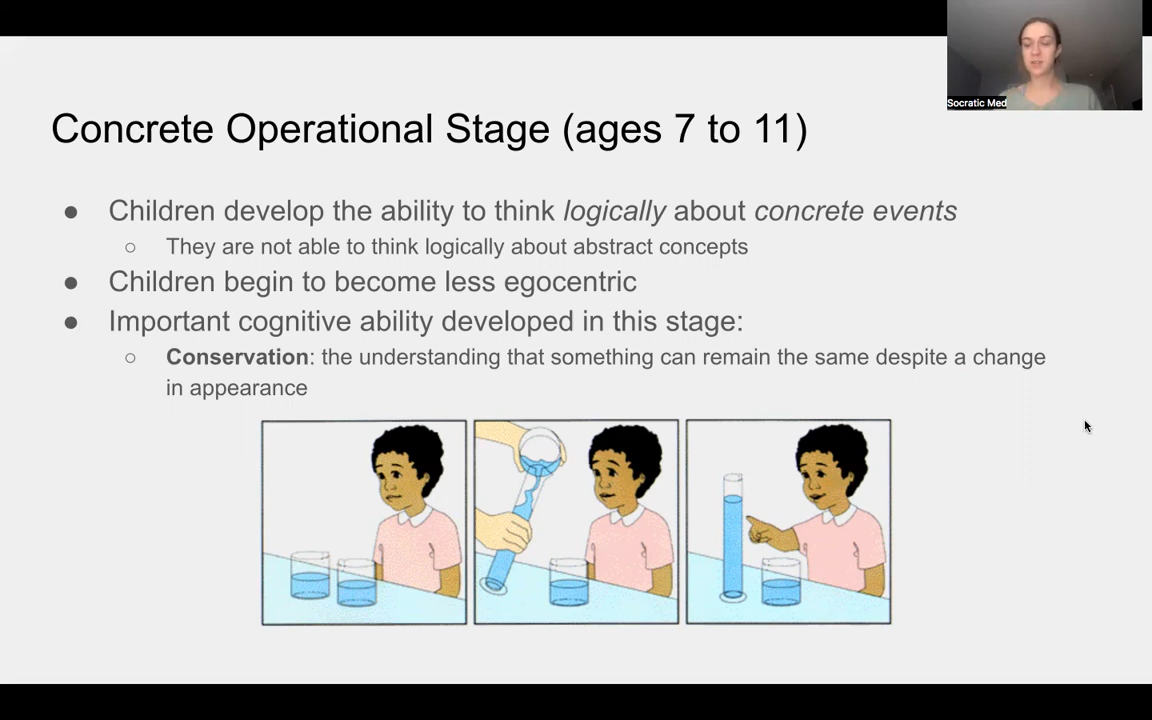 Socratic Med
Concrete Operational Stage (ages 7 to 11)
● Children develop the ability to think logically about concrete events
○ They are not able to think logically about abstract concepts
● Children begin to become less egocentric
● Important cognitive ability developed in this stage:
○ Conservation: the understanding that something can remain the same despite a change
in appearance